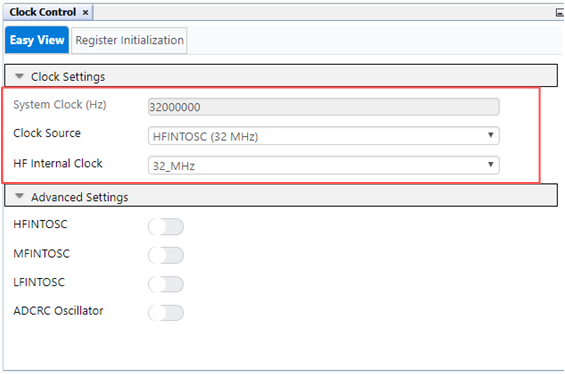 Clock Control ×
Easy View Register Initialization
Clock Settings
System Clock (Hz) 32000000
Clock Source HFINTOSC (32 MHz)
HF Internal Clock 32_MHz
Advanced Settings
HFINTOSC
MFINTOSC
LFINTOSC
ADCRC Oscillator